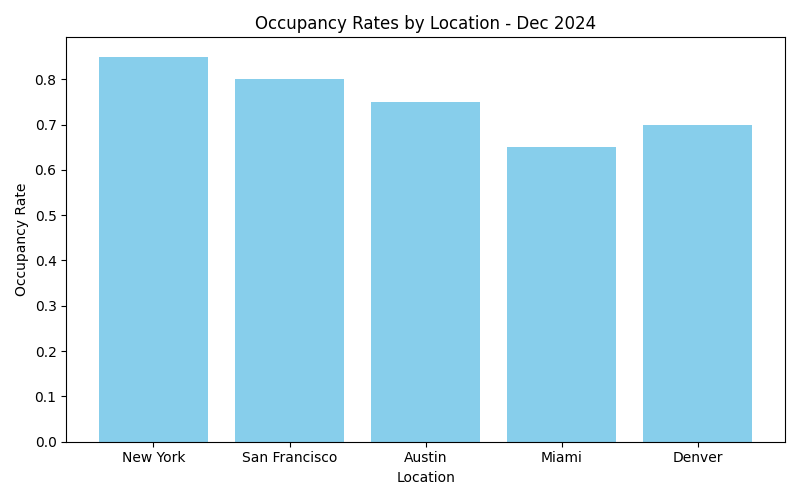 Occupancy Rates by Location - Dec 2024
Occupancy Rate
0.8
0.7
0.6
0.5
0.4
0.3
0.2
0.1
0.0
New York San Francisco Austin Miami Denver
Location